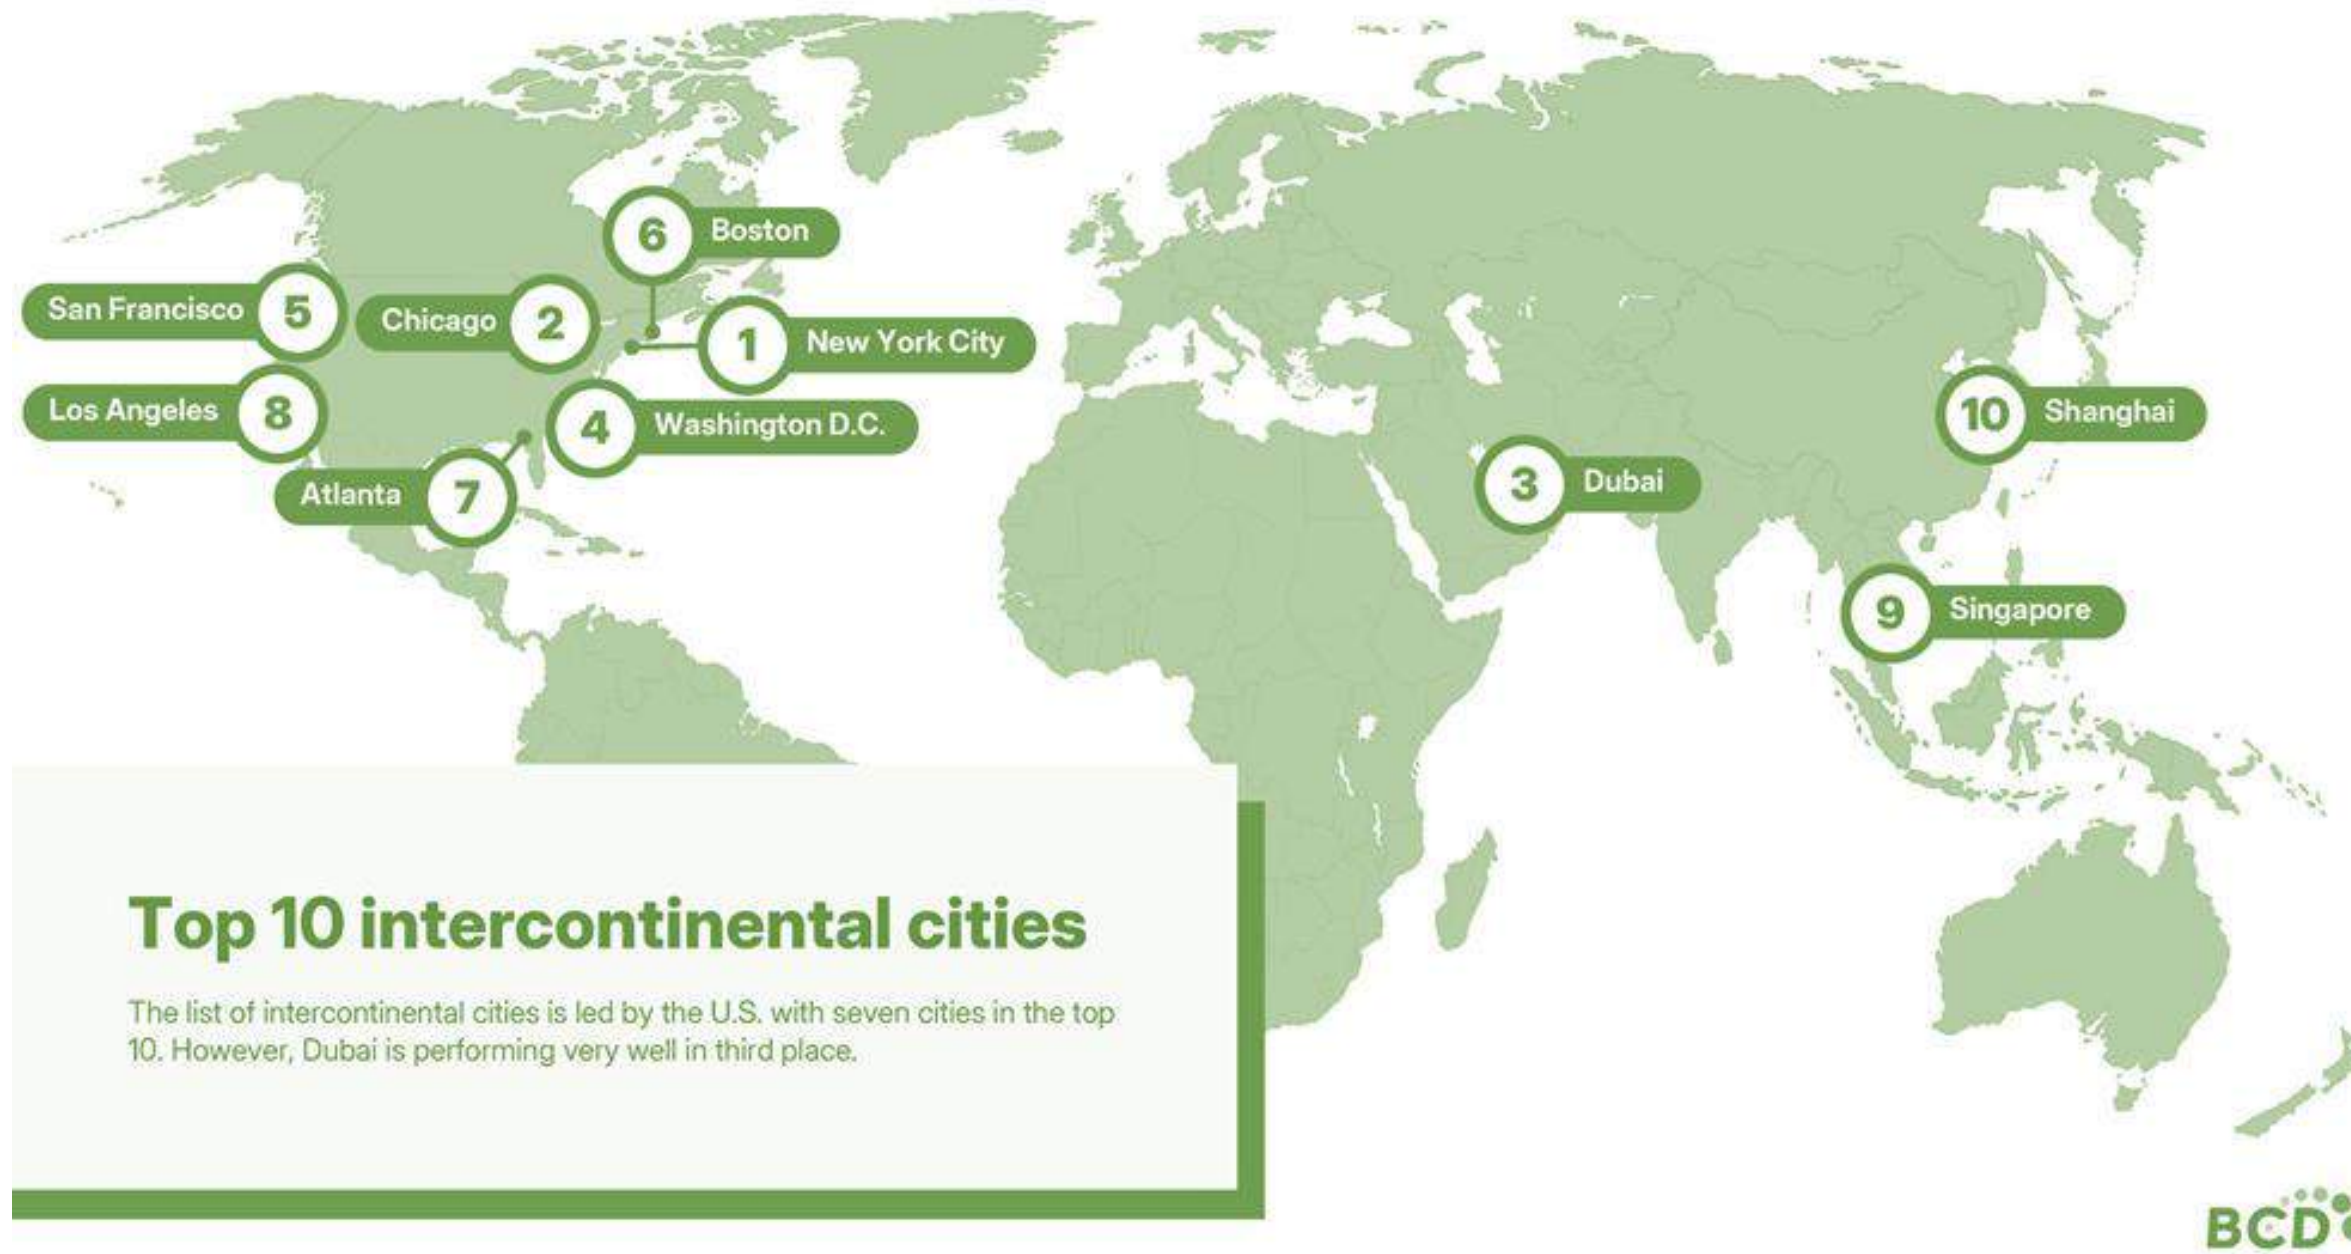 6 Boston
San Francisco 5
Chicago 2
1 New York City
Los Angeles 8
4 Washington D.C.
10 Shanghai
Atlanta 7
3 Dubai
9 Singapore
Top 10 intercontinental cities
The list of intercontinental cities is led by the U.S. with seven cities in the top
10. However, Dubai is performing very well in third place.
BCD